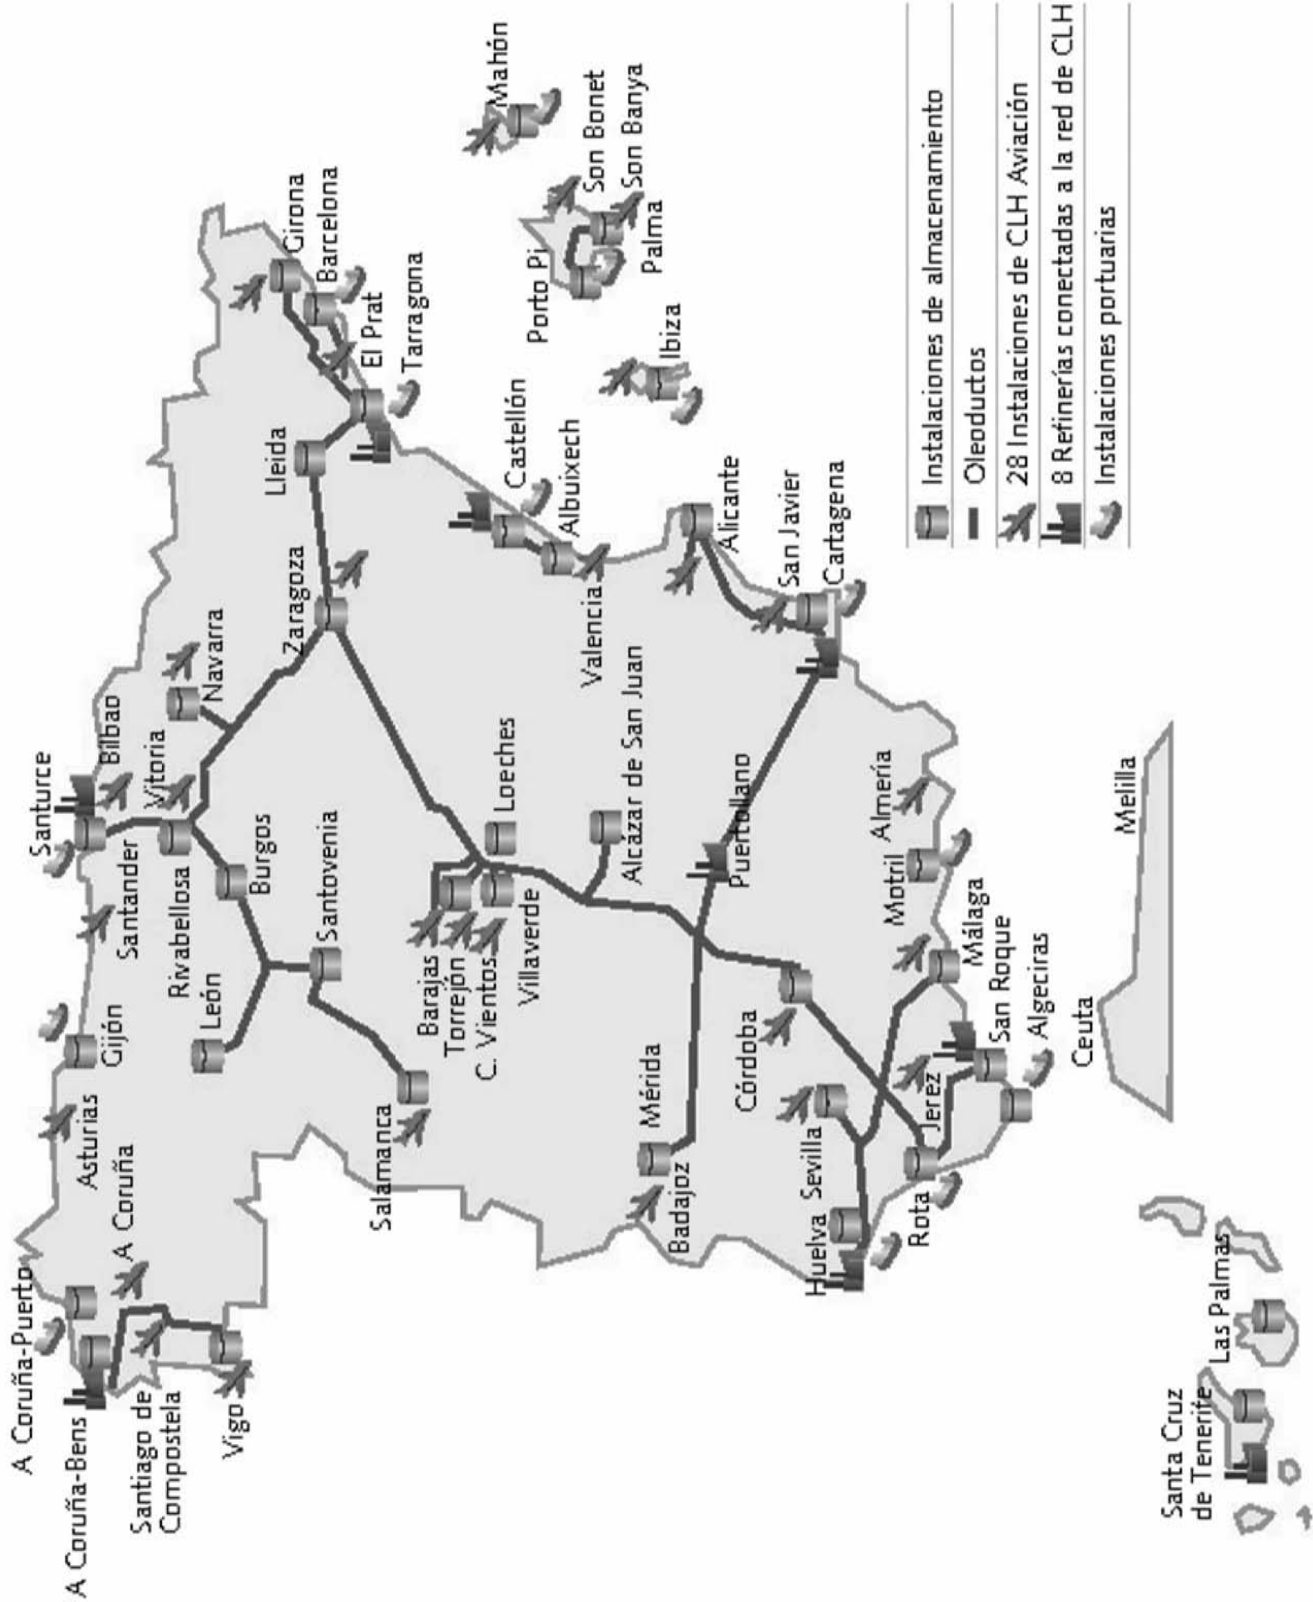 A Coruña-Puerto
A Coruña-Bens
Santiago de
Compostela
Vigo
A Coruña
Asturias
Gijón
Santander
Santurce
Bilbao
Vitoria
Navarra
Rivabellosa
León
Burgos
Santovenia
Salamanca
Zaragoza
Lleida
Girona
Barcelona
El Prat
Tarragona
Barajas
Torrejón
C. Vientos
Villaverde
Loeches
Alcázar de San Juan
Castellón
Albuixech
Valencia
Mahón
Son Bonet
Son Banya
Porto Pi
Palma
Ibiza
Badajoz
Mérida
Puertollano
Alicante
San Javier
Cartagena
Córdoba
Huelva
Sevilla
Rota
Jerez
Málaga
San Roque
Algeciras
Motril
Almería
Ceuta
Melilla
Santa Cruz
de Tenerife
Las Palmas
Instalaciones de almacenamiento
Oleoductos
28 Instalaciones de CLH Aviación
8 Refinerías conectadas a la red de CLH
Instalaciones portuarias